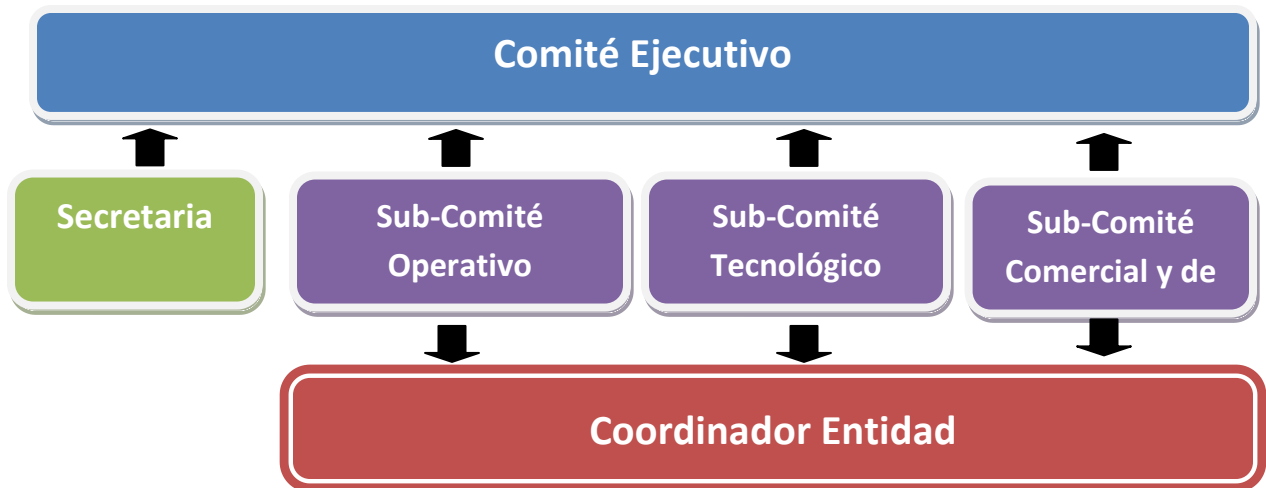 Comité Ejecutivo
Secretaria
Sub-Comité
Operativo
Sub-Comité
Tecnológico
Sub-Comité
Comercial y de
Coordinador Entidad